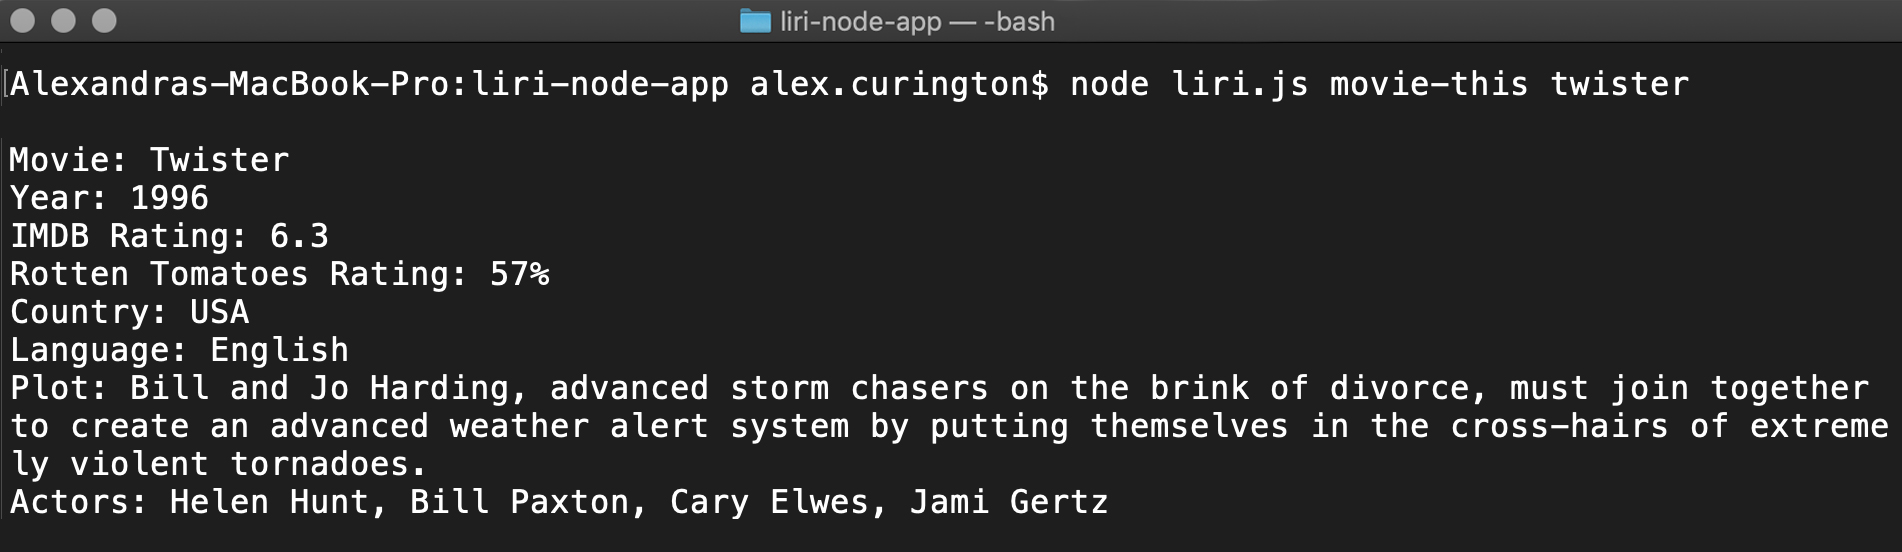 liri-node-app — -bash
[Alexandras-MacBook-Pro:liri-node-app alex.curington$ node liri.js movie-this twister
Movie: Twister
Year: 1996
IMDB Rating: 6.3
Rotten Tomatoes Rating: 57%
Country: USA
Language: English
Plot: Bill and Jo Harding, advanced storm chasers on the brink of divorce, must join together
to create an advanced weather alert system by putting themselves in the cross-hairs of extreme
ly violent tornadoes.
Actors: Helen Hunt, Bill Paxton, Cary Elwes, Jami Gertz